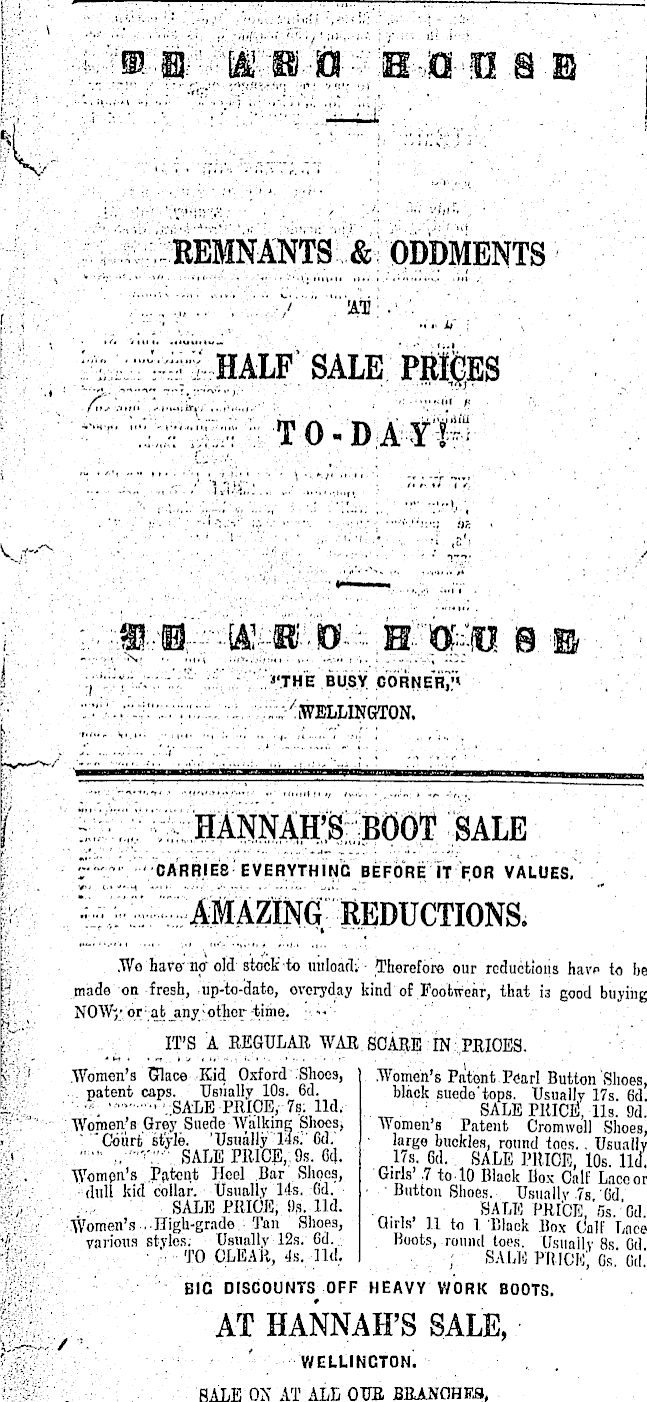 TE ARO HOUSE
REMNANTS & ODDMENTS
AT
HALF SALE PRICES
TO-DAY!
TE ARO HOUSE
"THE BUSY CORNER,"
WELLINGTON.
HANNAH'S BOOT SALE
CARRIES EVERYTHING BEFORE IT FOR VALUES.
AMAZING REDUCTIONS.
We have no old stock to unload. Therefore our reductions have to be
made on fresh, up-to-date, everyday kind of Footwear, that is good buying
NOW, or at any other time.
IT'S A REGULAR WAR SCARE IN PRICES.
Women's Glace Kid Oxford Shoes,
patent caps. Usually 10s. 6d.
SALE PRICE, 7s. 11d.
Women's Grey Suede Walking Shoes,
Court style. Usually 14s. 6d.
SALE PRICE, 9s. 6d.
Women's Patent Heel Bar Shoes,
dull kid collar. Usually 14s. 6d.
SALE PRICE, 9s. 11d.
Women's High-grade Tan Shoes,
various styles. Usually 12s. 6d.
TO CLEAR, 4s. 11d.
Women's Patent Pearl Button Shoes,
black suede tops. Usually 17s. 6d.
SALE PRICE, 11s. 9d.
Women's Patent Cromwell Shoes,
large buckles, round toes. Usually
17s. 6d. SALE PRICE, 10s. 11d.
Girls' 7 to 10 Black Box Calf Lace or
Button Shoes. Usually 7s. 6d.
SALE PRICE, 5s. 6d.
Girls' 11 to 1 Black Box Calf Lace
Boots, round toes. Usually 8s. 6d.
SALE PRICE, 6s. 6d.
BIG DISCOUNTS OFF HEAVY WORK BOOTS.
AT HANNAH'S SALE,
WELLINGTON.
SALE ON AT ALL OUR BRANCHES,